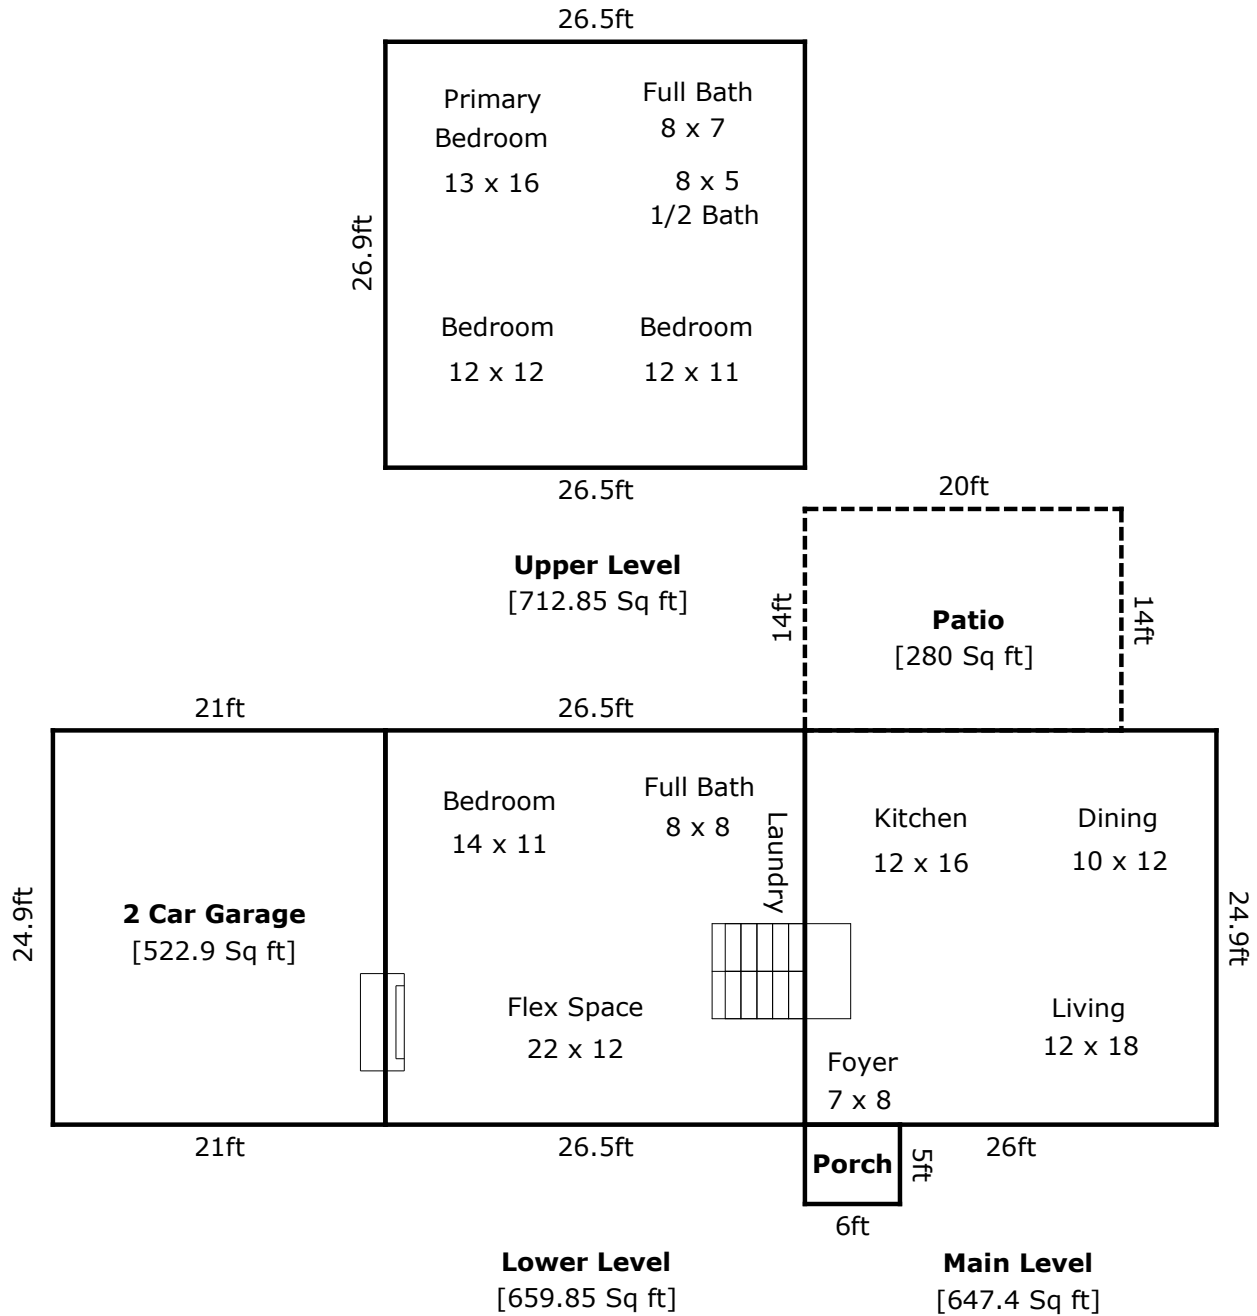 26.5ft
Primary
Bedroom
13 x 16
Full Bath
8 x 7
8 x 5
1/2 Bath
26.9ft
Bedroom
12 x 12
Bedroom
12 x 11
26.5ft
Upper Level
[712.85 Sq ft]
20ft
14ft
Patio
[280 Sq ft]
14ft
21ft
26.5ft
24.9ft
2 Car Garage
[522.9 Sq ft]
Bedroom
14 x 11
Full Bath
8 x 8
Laundry
Flex Space
22 x 12
Kitchen
12 x 16
Dining
10 x 12
Living
12 x 18
Foyer
7 x 8
24.9ft
21ft
26.5ft
Porch
5ft
26ft
6ft
Lower Level
[659.85 Sq ft]
Main Level
[647.4 Sq ft]